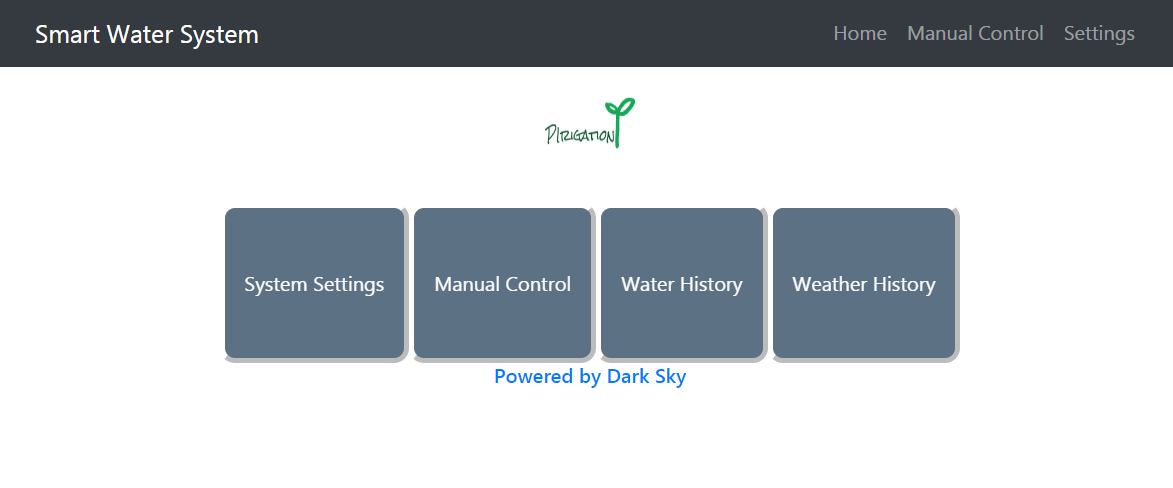 Smart Water System
Home Manual Control Settings
PIrigation
System Settings
Manual Control
Water History
Weather History
Powered by Dark Sky